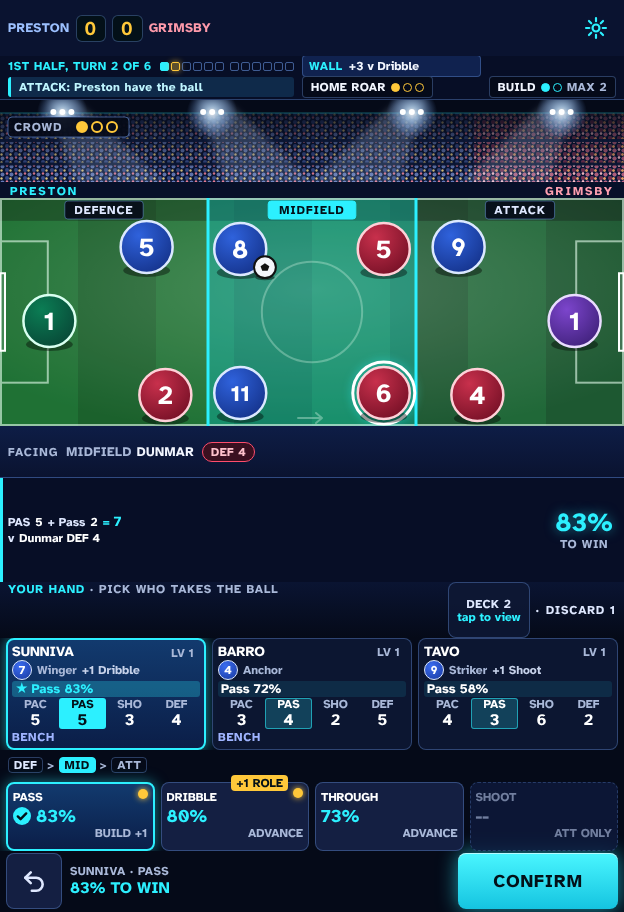 PRESTON 0 0 GRIMSBY
1ST HALF, TURN 2 OF 6
WALL +3 v Dribble
ATTACK: Preston have the ball
HOME ROAR
BUILD MAX 2
CROWD
PRESTON
GRIMSBY
DEFENCE
MIDFIELD
ATTACK
5
8
5
9
1
1
2
11
6
4
FACING MIDFIELD DUNMAR DEF 4
PAS 5 + Pass 2 = 7
v Dunmar DEF 4
83%
TO WIN
YOUR HAND · PICK WHO TAKES THE BALL
DECK 2
tap to view
· DISCARD 1
SUNNIVA LV 1
7 Winger +1 Dribble
★ Pass 83%
PAC PAS SHO DEF
5 5 3 4
BENCH
BARRO LV 1
4 Anchor
Pass 72%
PAC PAS SHO DEF
3 4 2 5
BENCH
TAVO LV 1
9 Striker +1 Shoot
Pass 58%
PAC PAS SHO DEF
4 3 6 2
DEF > MID > ATT
PASS
83%
BUILD +1
+1 ROLE
DRIBBLE
80%
ADVANCE
THROUGH
73%
ADVANCE
SHOOT
--
ATT ONLY
SUNNIVA · PASS
83% TO WIN
CONFIRM